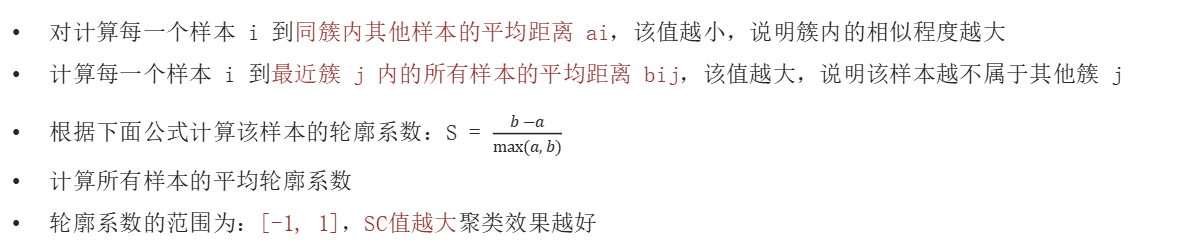 • 对计算每一个样本 i 到同簇内其他样本的平均距离 ai，该值越小，说明簇内的相似程度越大
• 计算每一个样本 i 到最近簇 j 内的所有样本的平均距离 bij，该值越大，说明该样本越不属于其他簇 j
• 根据下面公式计算该样本的轮廓系数：S = \frac{b −a}{max(a, b)}
• 计算所有样本的平均轮廓系数
• 轮廓系数的范围为：[-1, 1]，SC值越大聚类效果越好